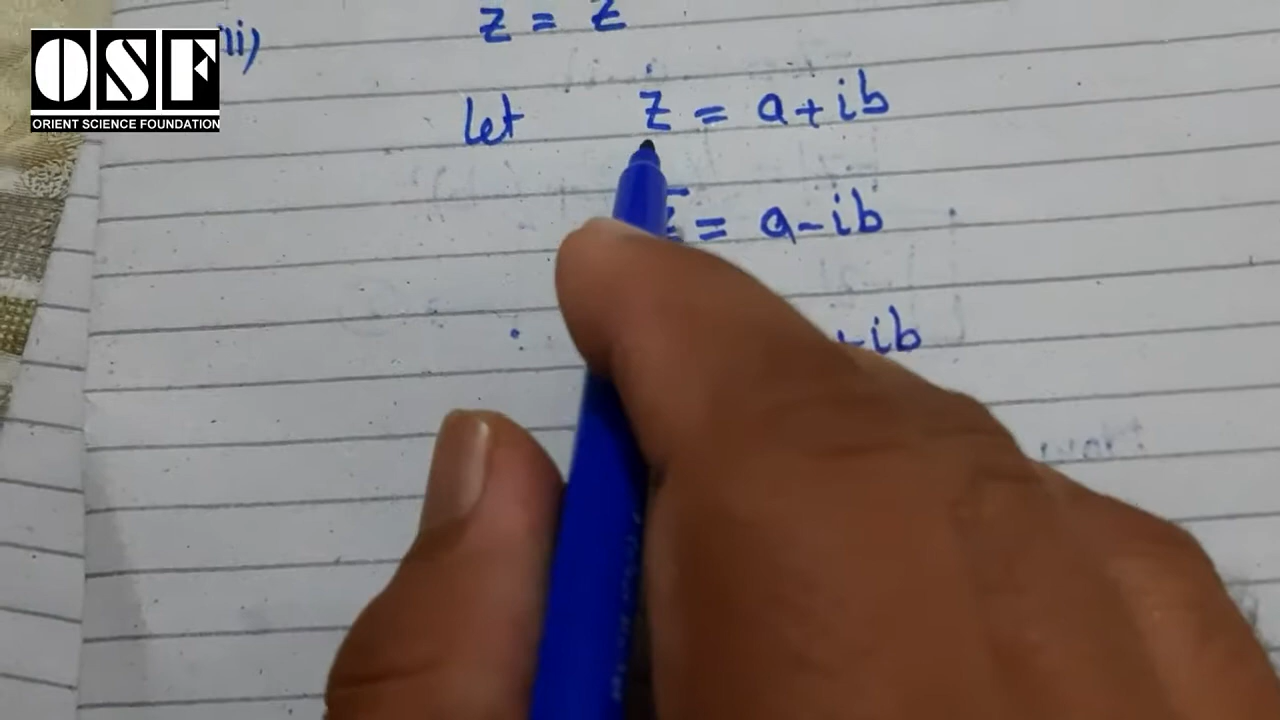 OSF
ORIENT SCIENCE FOUNDATION
ii) z = z
let z = a + ib
z̅ = a - ib
+ ib